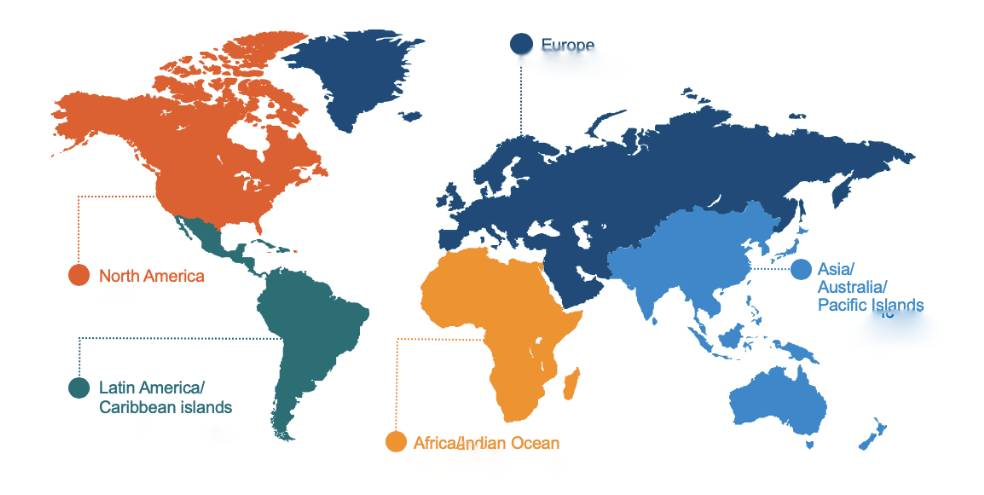 Europe
North America
Asia/
Australia/
Pacific Islands
Latin America/
Caribbean islands
Africa/Indian Ocean